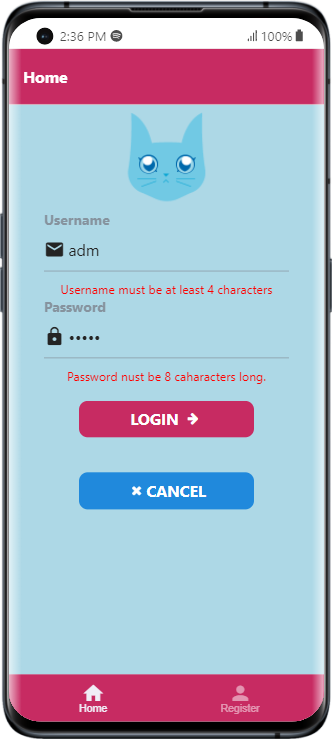 2:36 PM 100%
Home
Username
adm
Username must be at least 4 characters
Password
•••••
Password nust be 8 caharacters long.
LOGIN
CANCEL
Home Register